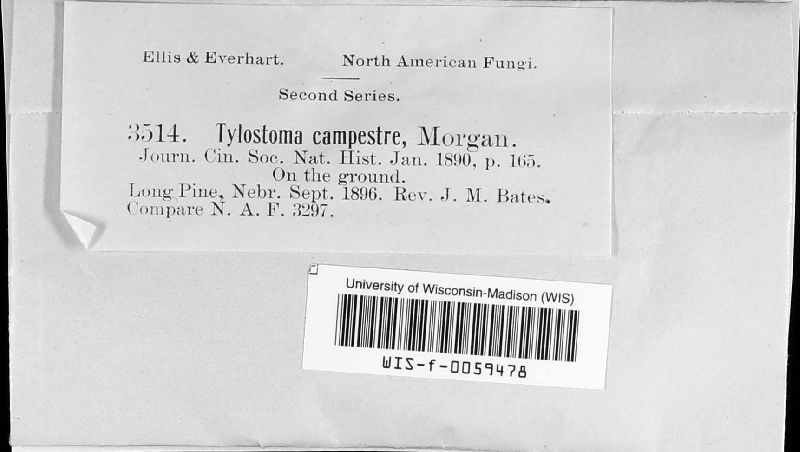 Ellis & Everhart. North American Fungi.
Second Series.
3514. Tylostoma campestre, Morgan.
Journ. Cin. Soc. Nat. Hist. Jan. 1890, p. 165.
On the ground.
Long Pine, Nebr. Sept. 1896. Rev. J. M. Bates.
Compare N. A. F. 3297.
University of Wisconsin-Madison (WIS)
WIS-f-0059478